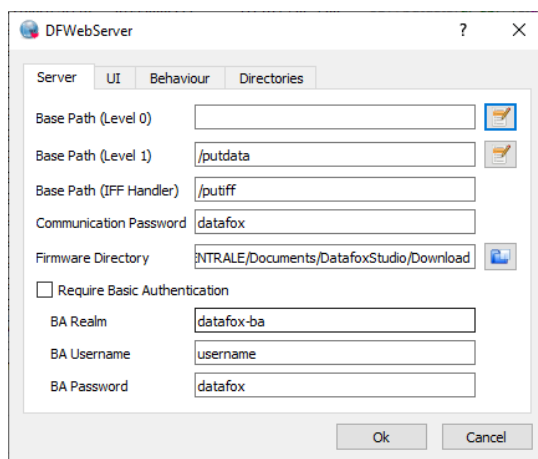 DFWebServer ?
Server UI Behaviour Directories
Base Path (Level 0)
Base Path (Level 1) /putdata
Base Path (IFF Handler) /putiff
Communication Password datafox
Firmware Directory ENTRALE/Documents/DatafoxStudio/Download
Require Basic Authentication
BA Realm datafox-ba
BA Username username
BA Password datafox
Ok Cancel